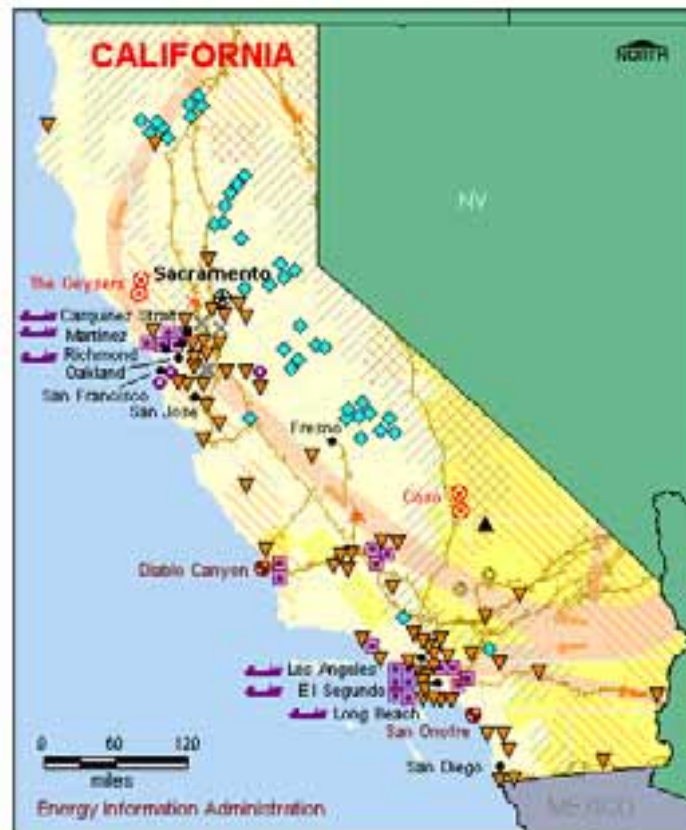 CALIFORNIA
NORTH
NV
The Geysers
Sacramento
Carquinez Strait
Martinez
Richmond
Oakland
San Francisco
San Jose
Fresno
Coso
Diablo Canyon
Los Angeles
El Segundo
Long Beach
San Onofre
0 60 120
miles
San Diego
Energy Information Administration
MEXICO